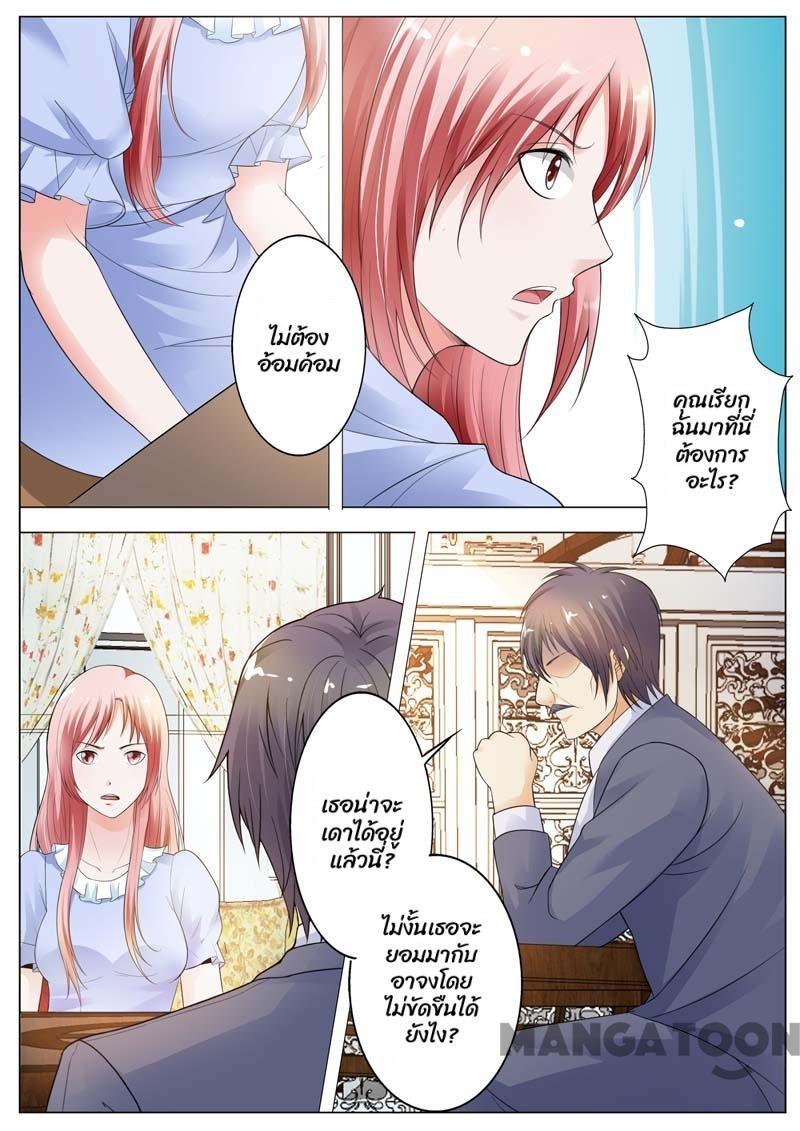 ไม่ต้อง
อ้อมค้อม
คุณเรียก
ฉันมาที่นี่
ต้องการ
อะไร?
เธอน่าจะ
เดาได้อยู่
แล้วนี่?
ไม่งั้นเธอจะ
ยอมมากับ
อาจงโดย
ไม่ขัดขืนได้
ยังไง?
MANGATOON